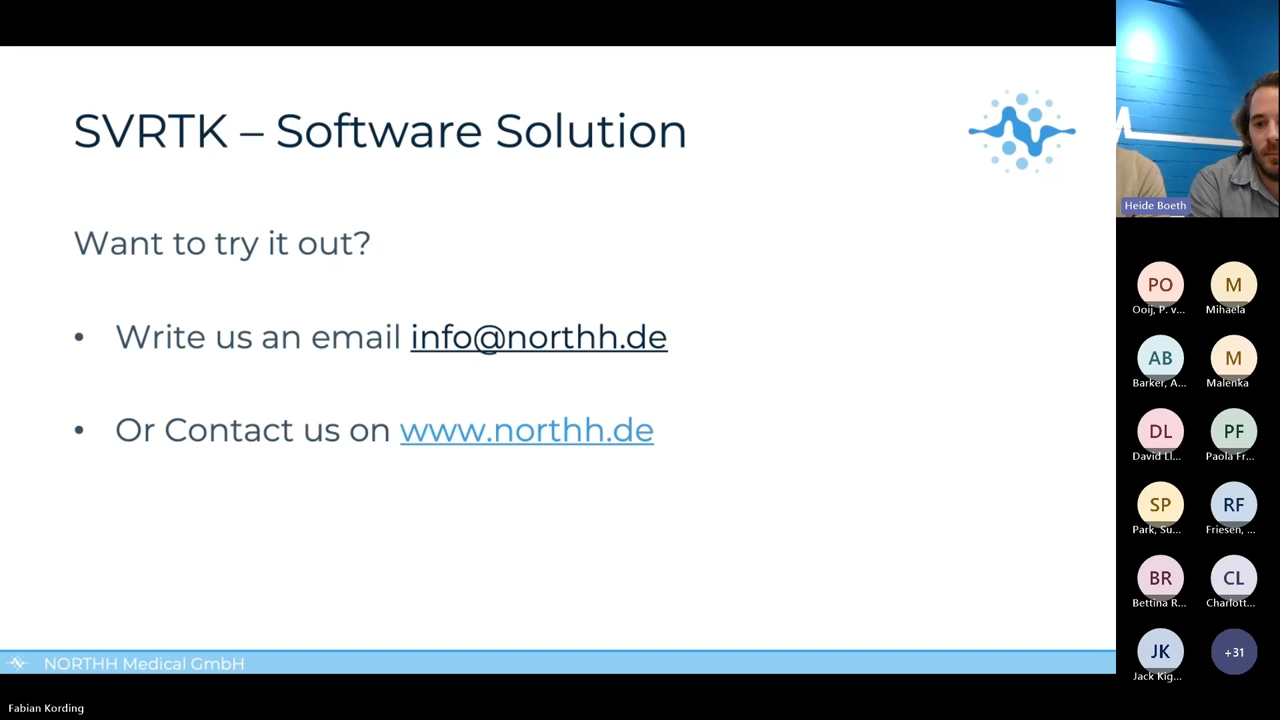 SVRTK – Software Solution
Want to try it out?
• Write us an email info@northh.de
• Or Contact us on www.northh.de
NORTHH Medical GmbH
Fabian Kording
Heide Boeth
PO
Ooij, P. v...
M
Mihaela
AB
Barker, A...
M
Malenka
DL
David Ll...
PF
Paola Fr...
SP
Park, Su...
RF
Friesen, ...
BR
Bettina R...
CL
Charlott...
JK
Jack Kig...
+31